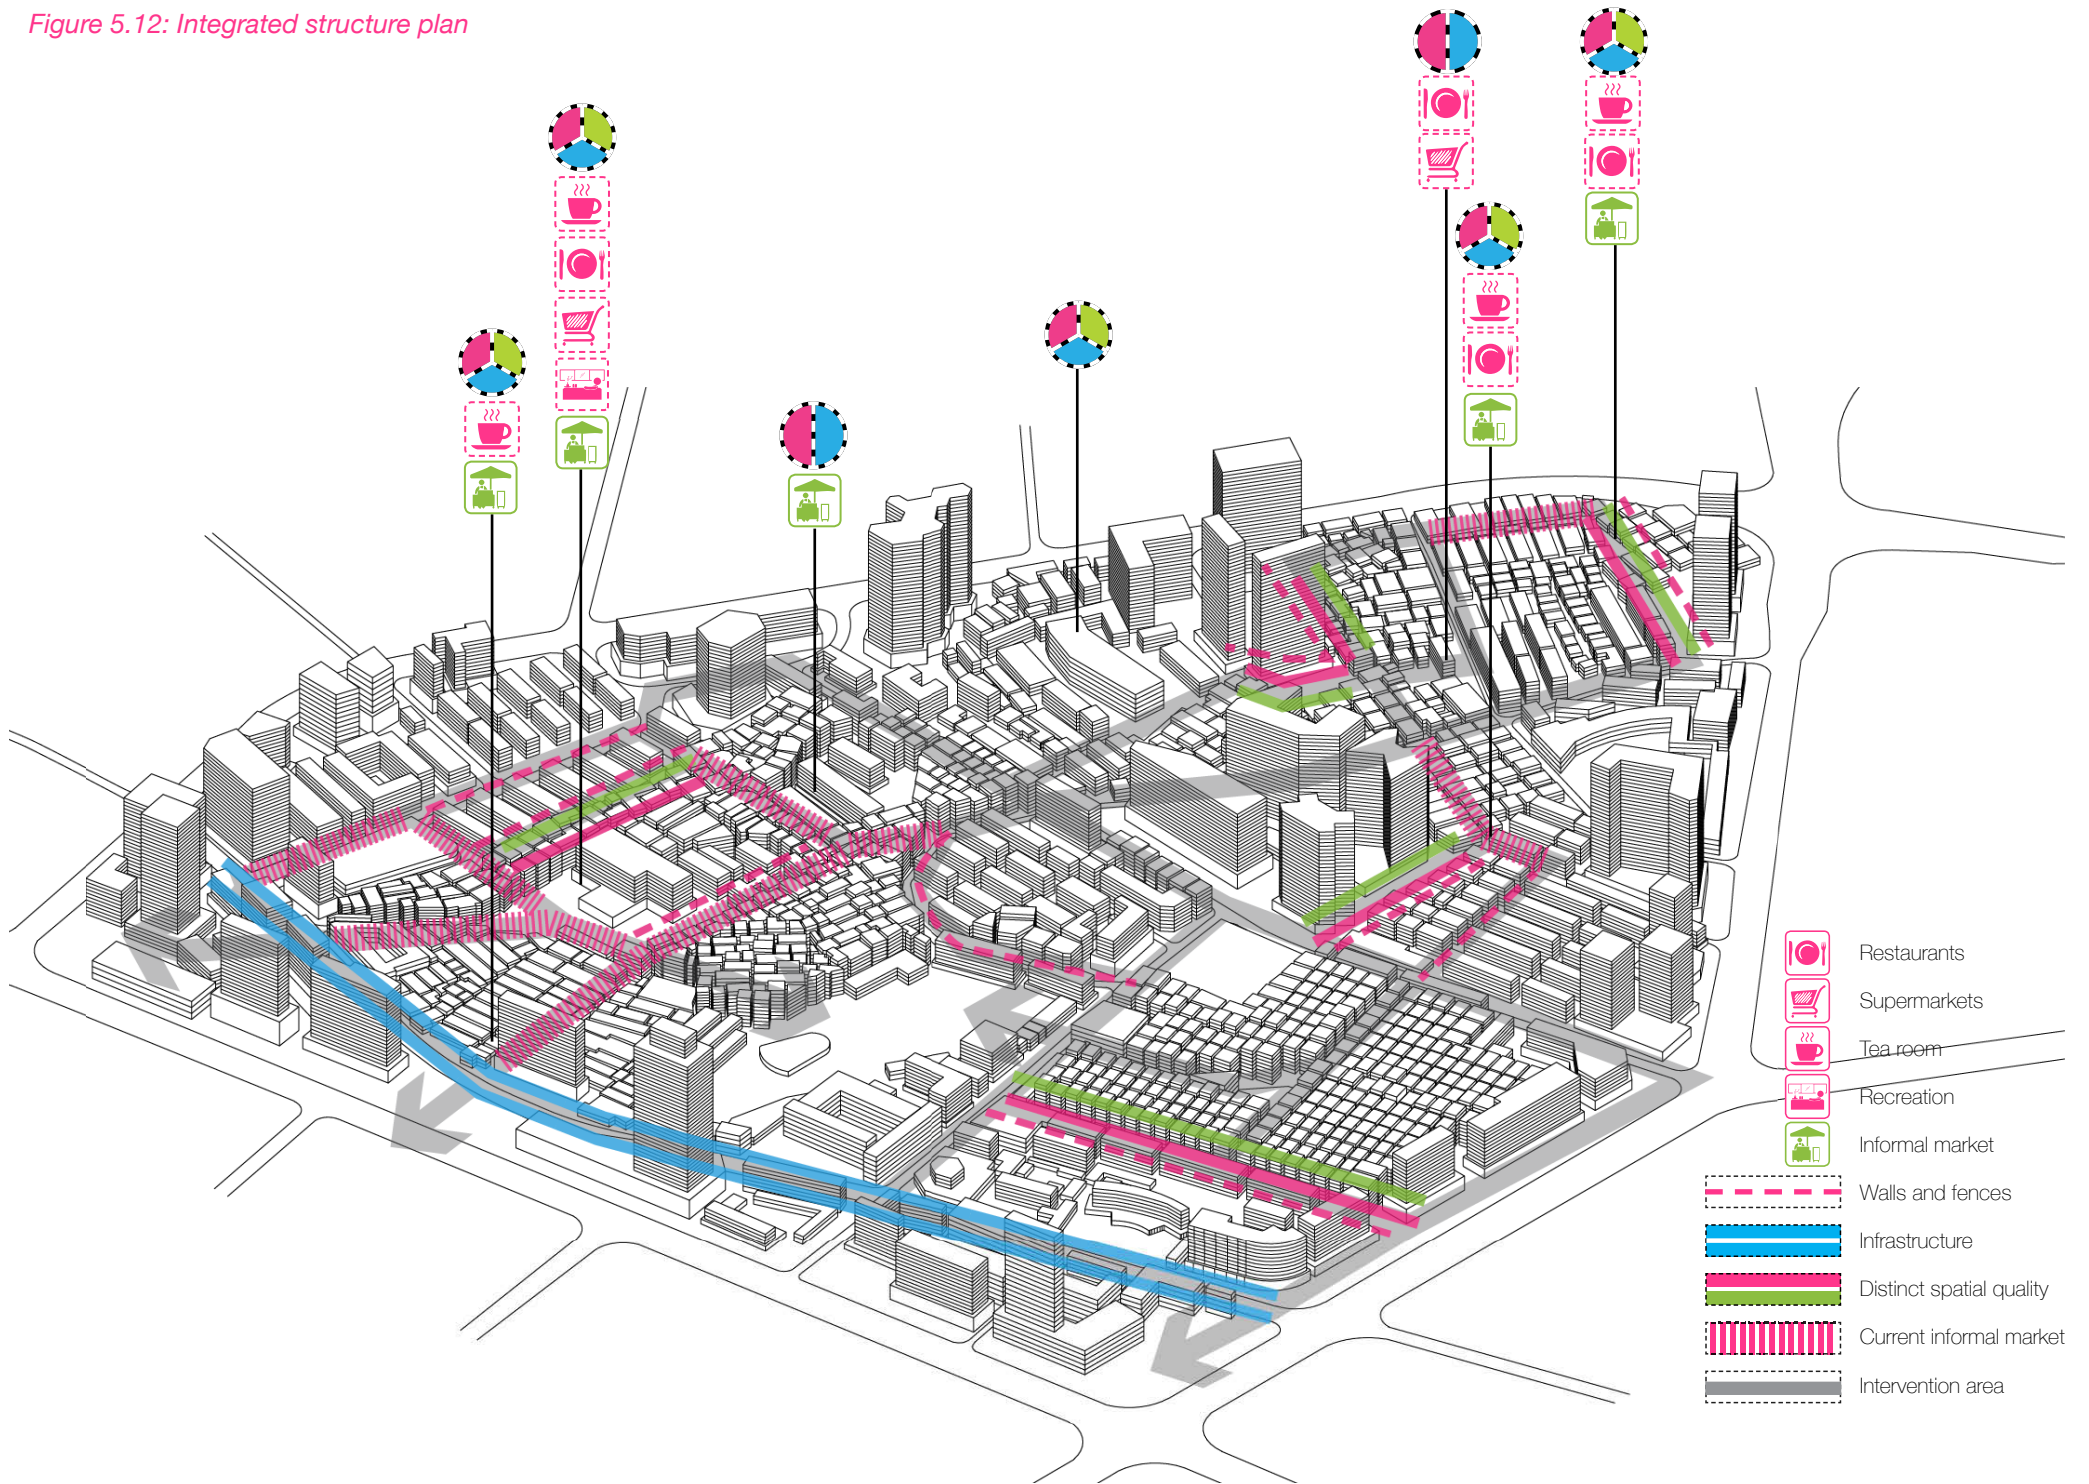 Figure 5.12: Integrated structure plan
Restaurants
Supermarkets
Tea room
Recreation
Informal market
Walls and fences
Infrastructure
Distinct spatial quality
Current informal market
Intervention area